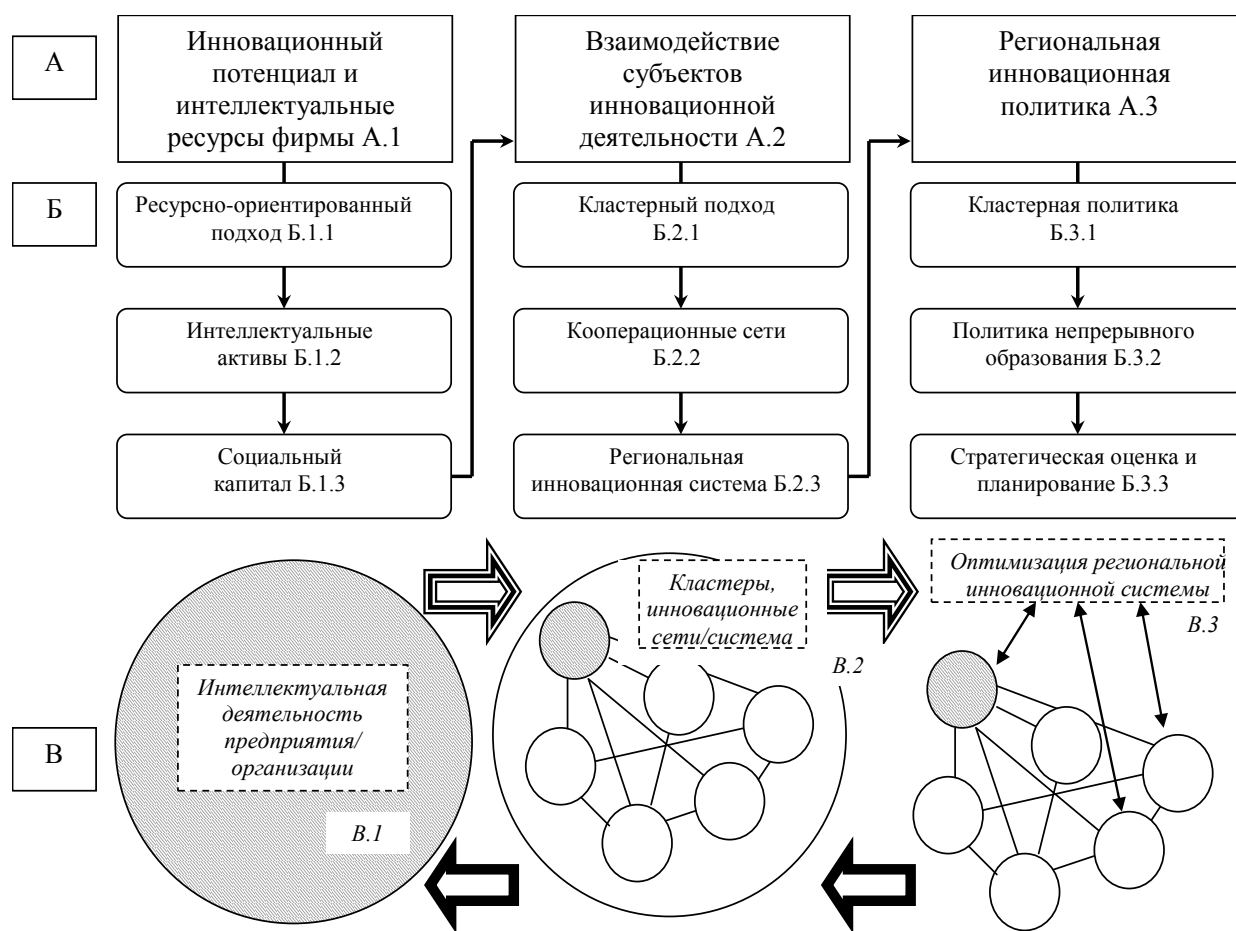 А
Инновационный
потенциал и
интеллектуальные
ресурсы фирмы А.1
Взаимодействие
субъектов
инновационной
деятельности А.2
Региональная
инновационная
политика А.3
Б
Ресурсно-ориентированный
подход Б.1.1
Кластерный подход
Б.2.1
Кластерная политика
Б.3.1
Интеллектуальные
активы Б.1.2
Кооперационные сети
Б.2.2
Политика непрерывного
образования Б.3.2
Социальный
капитал Б.1.3
Региональная
инновационная система Б.2.3
Стратегическая оценка и
планирование Б.3.3
В
Интеллектуальная
деятельность
предприятия/
организации
В.1
Кластеры,
инновационные
сети/система
В.2
Оптимизация региональной
инновационной системы
В.3